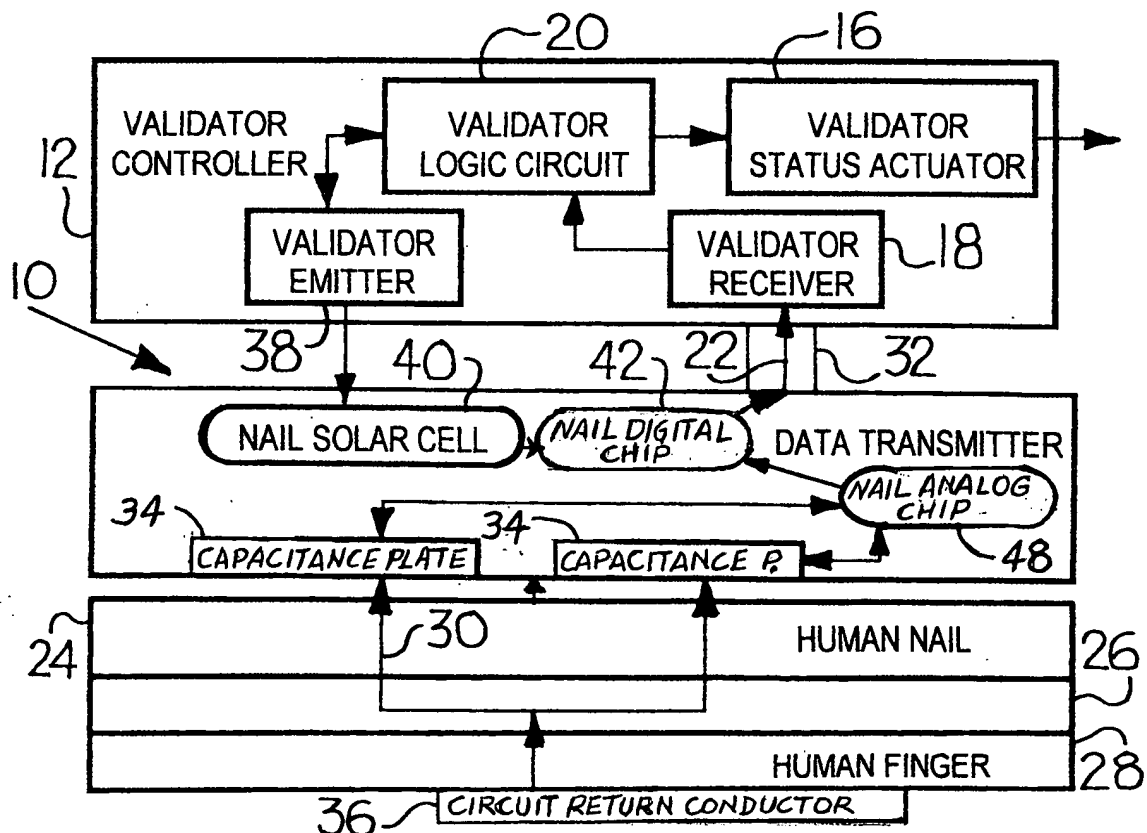 20
16
12
VALIDATOR
CONTROLLER
VALIDATOR
LOGIC CIRCUIT
VALIDATOR
STATUS ACTUATOR
VALIDATOR
EMITTER
VALIDATOR
RECEIVER
18
10
38
40
42
22
32
NAIL SOLAR CELL
NAIL DIGITAL
CHIP
DATA TRANSMITTER
NAIL ANALOG
CHIP
34
34
CAPACITANCE PLATE
CAPACITANCE P.
48
24
30
HUMAN NAIL
26
HUMAN FINGER
28
36
CIRCUIT RETURN CONDUCTOR